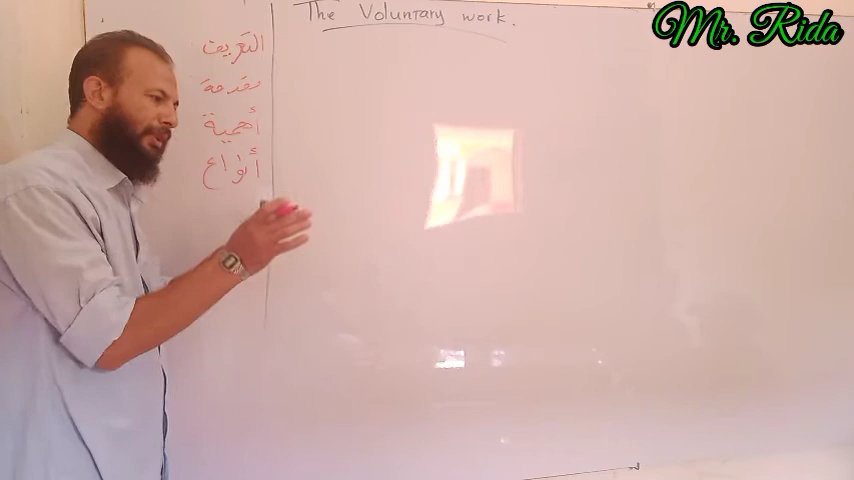 The Voluntary work.
Mr. Rida
التعريف
مقدمة
أهمية
أنواع